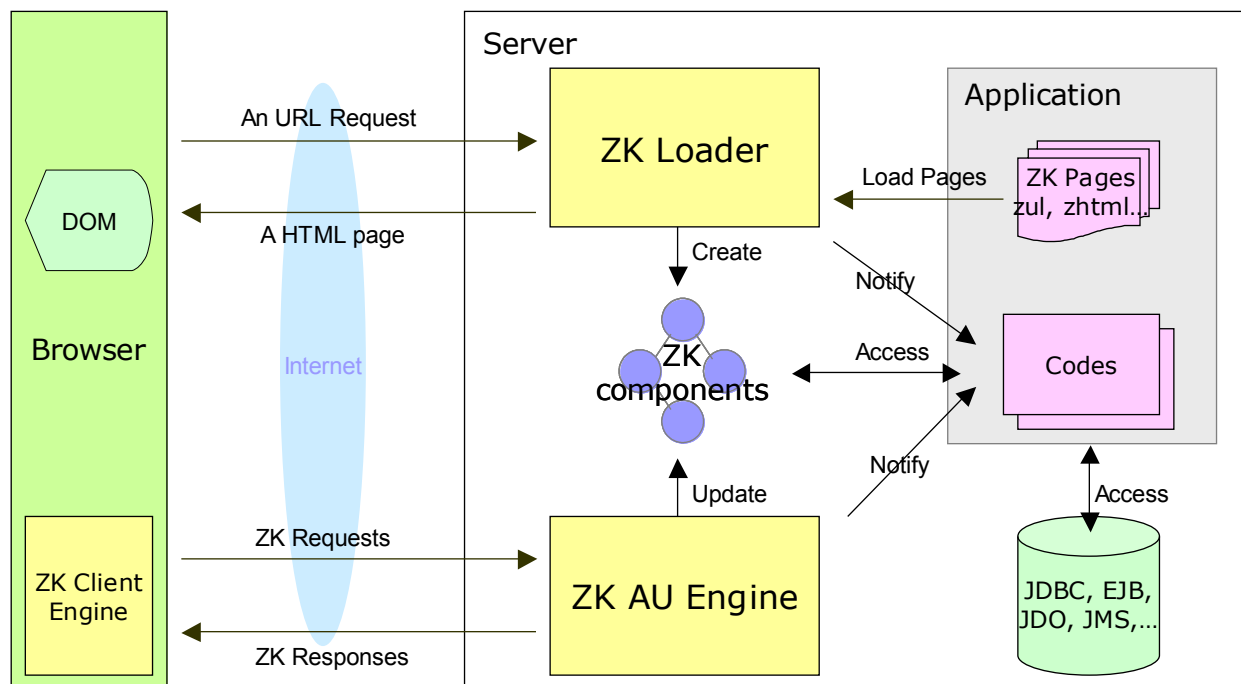 Server
Application
An URL Request
ZK Loader
Load Pages
ZK Pages
zul, zhtml...
DOM
A HTML page
Create
Notify
Browser
Internet
ZK
components
Access
Codes
Notify
Update
Access
ZK Requests
ZK Client
Engine
ZK AU Engine
JDBC, EJB,
JDO, JMS,...
ZK Responses